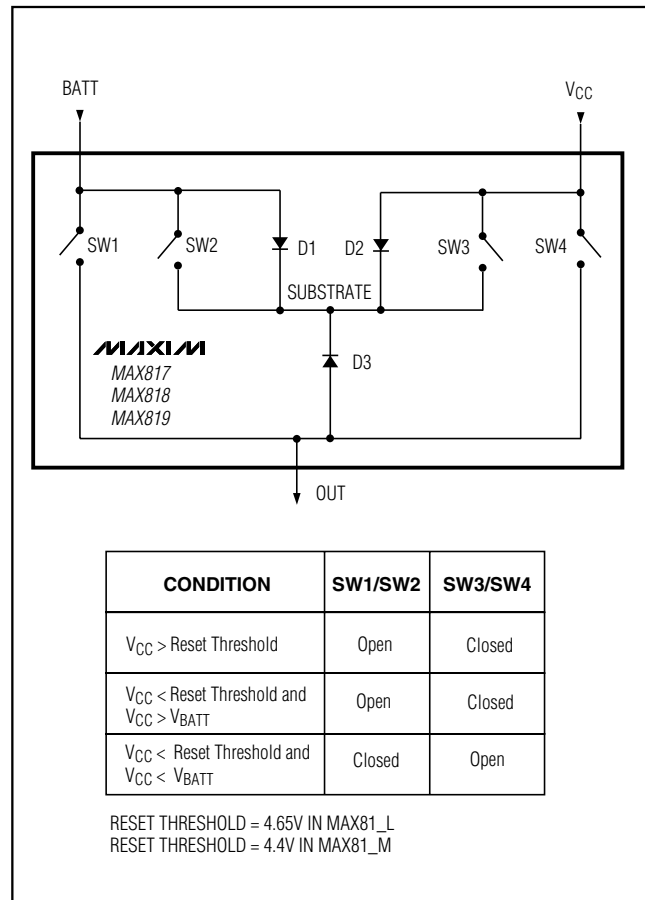 BATT
VCC
SW1
SW2
D1
D2
SW3
SW4
SUBSTRATE
MAXIM
MAX817
MAX818
MAX819
D3
OUT
CONDITION SW1/SW2 SW3/SW4
VCC > Reset Threshold Open Closed
VCC < Reset Threshold and
VCC > VBATT Open Closed
VCC < Reset Threshold and
VCC < VBATT Closed Open
RESET THRESHOLD = 4.65V IN MAX81_L
RESET THRESHOLD = 4.4V IN MAX81_M